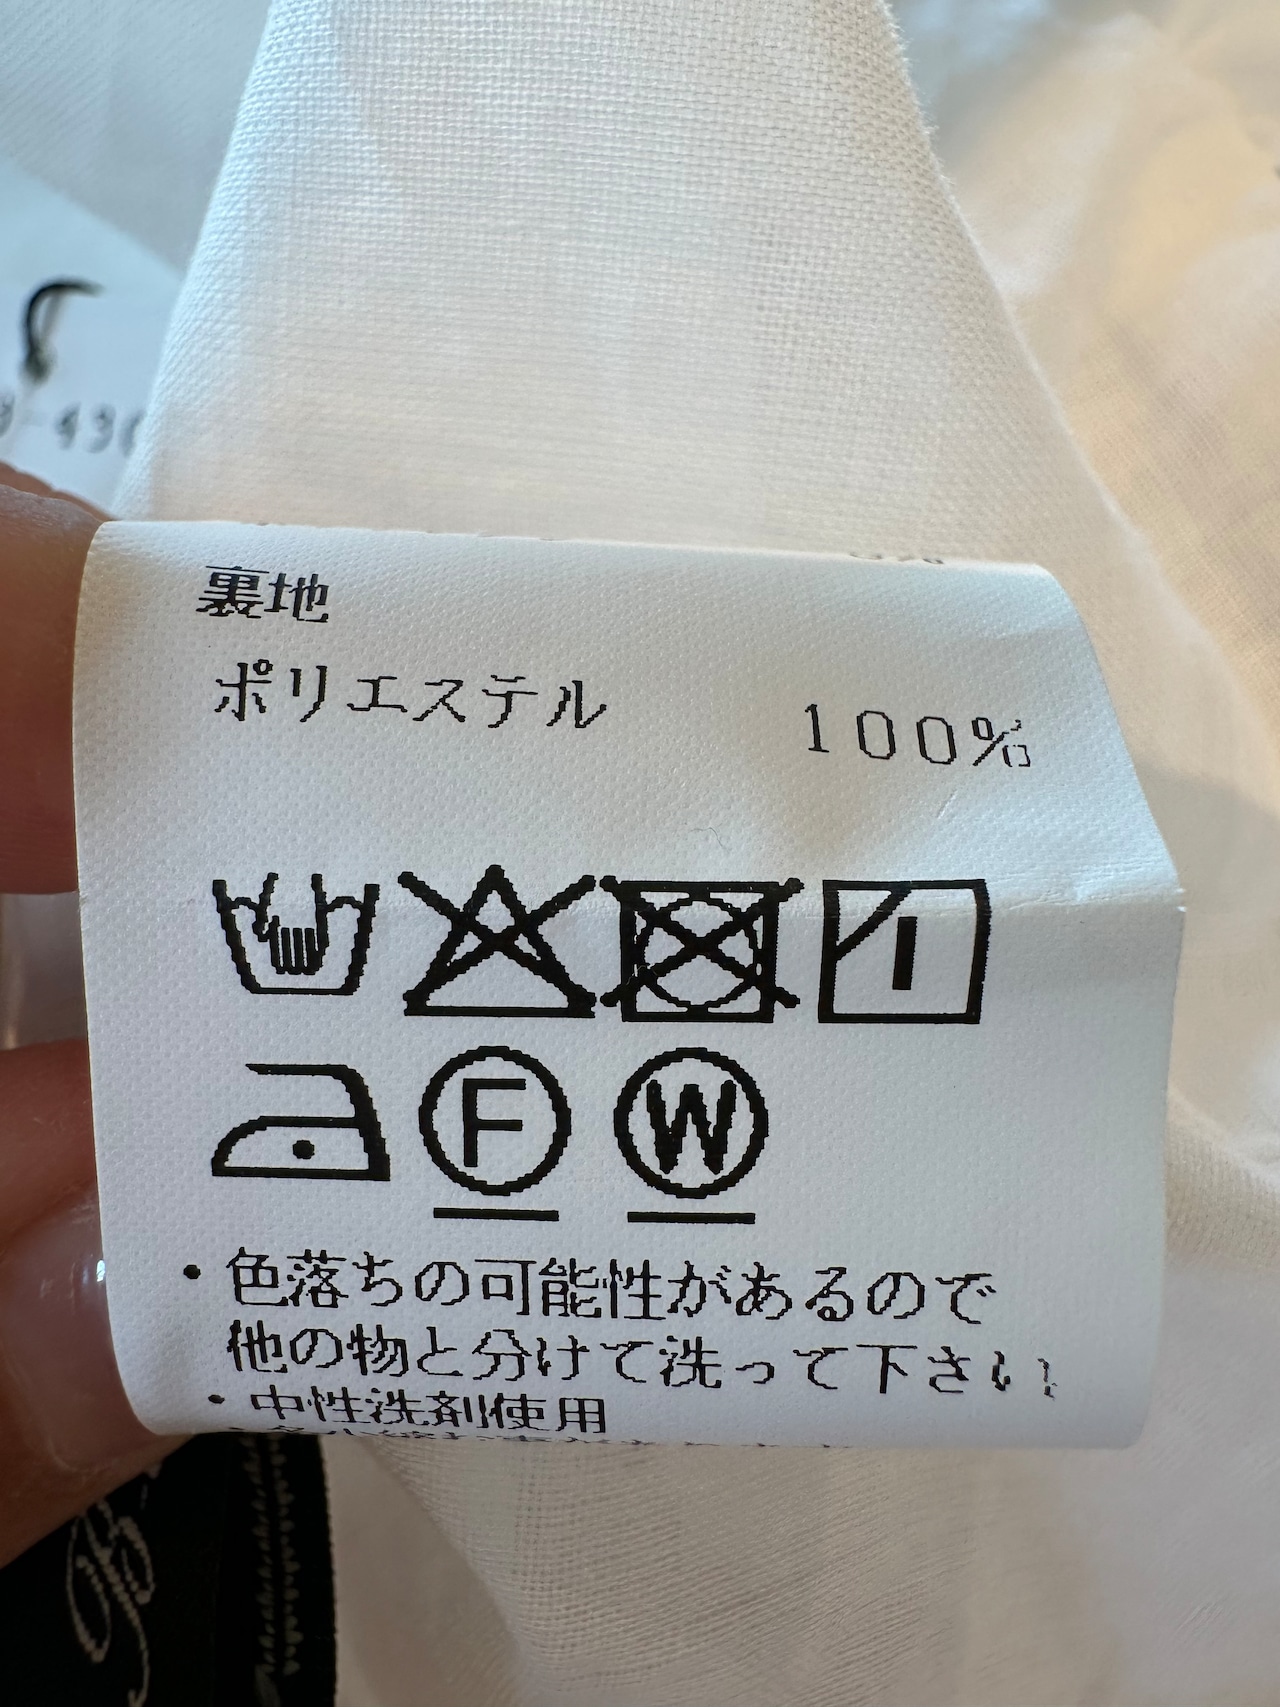 裏地
ポリエステル 100%
F W
・色落ちの可能性があるので
他の物と分けて洗って下さい
・中性洗剤使用